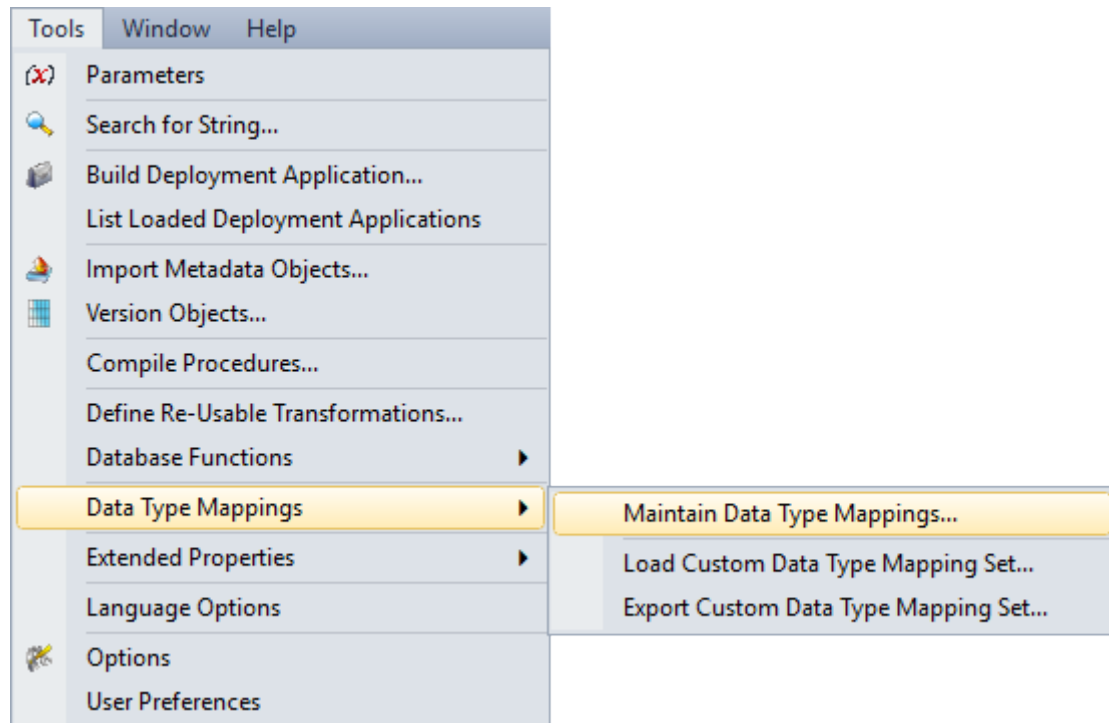 Tools Window Help
(x) Parameters
Search for String...
Build Deployment Application...
List Loaded Deployment Applications
Import Metadata Objects...
Version Objects...
Compile Procedures...
Define Re-Usable Transformations...
Database Functions
Data Type Mappings
Maintain Data Type Mappings...
Extended Properties
Load Custom Data Type Mapping Set...
Language Options
Export Custom Data Type Mapping Set...
Options
User Preferences